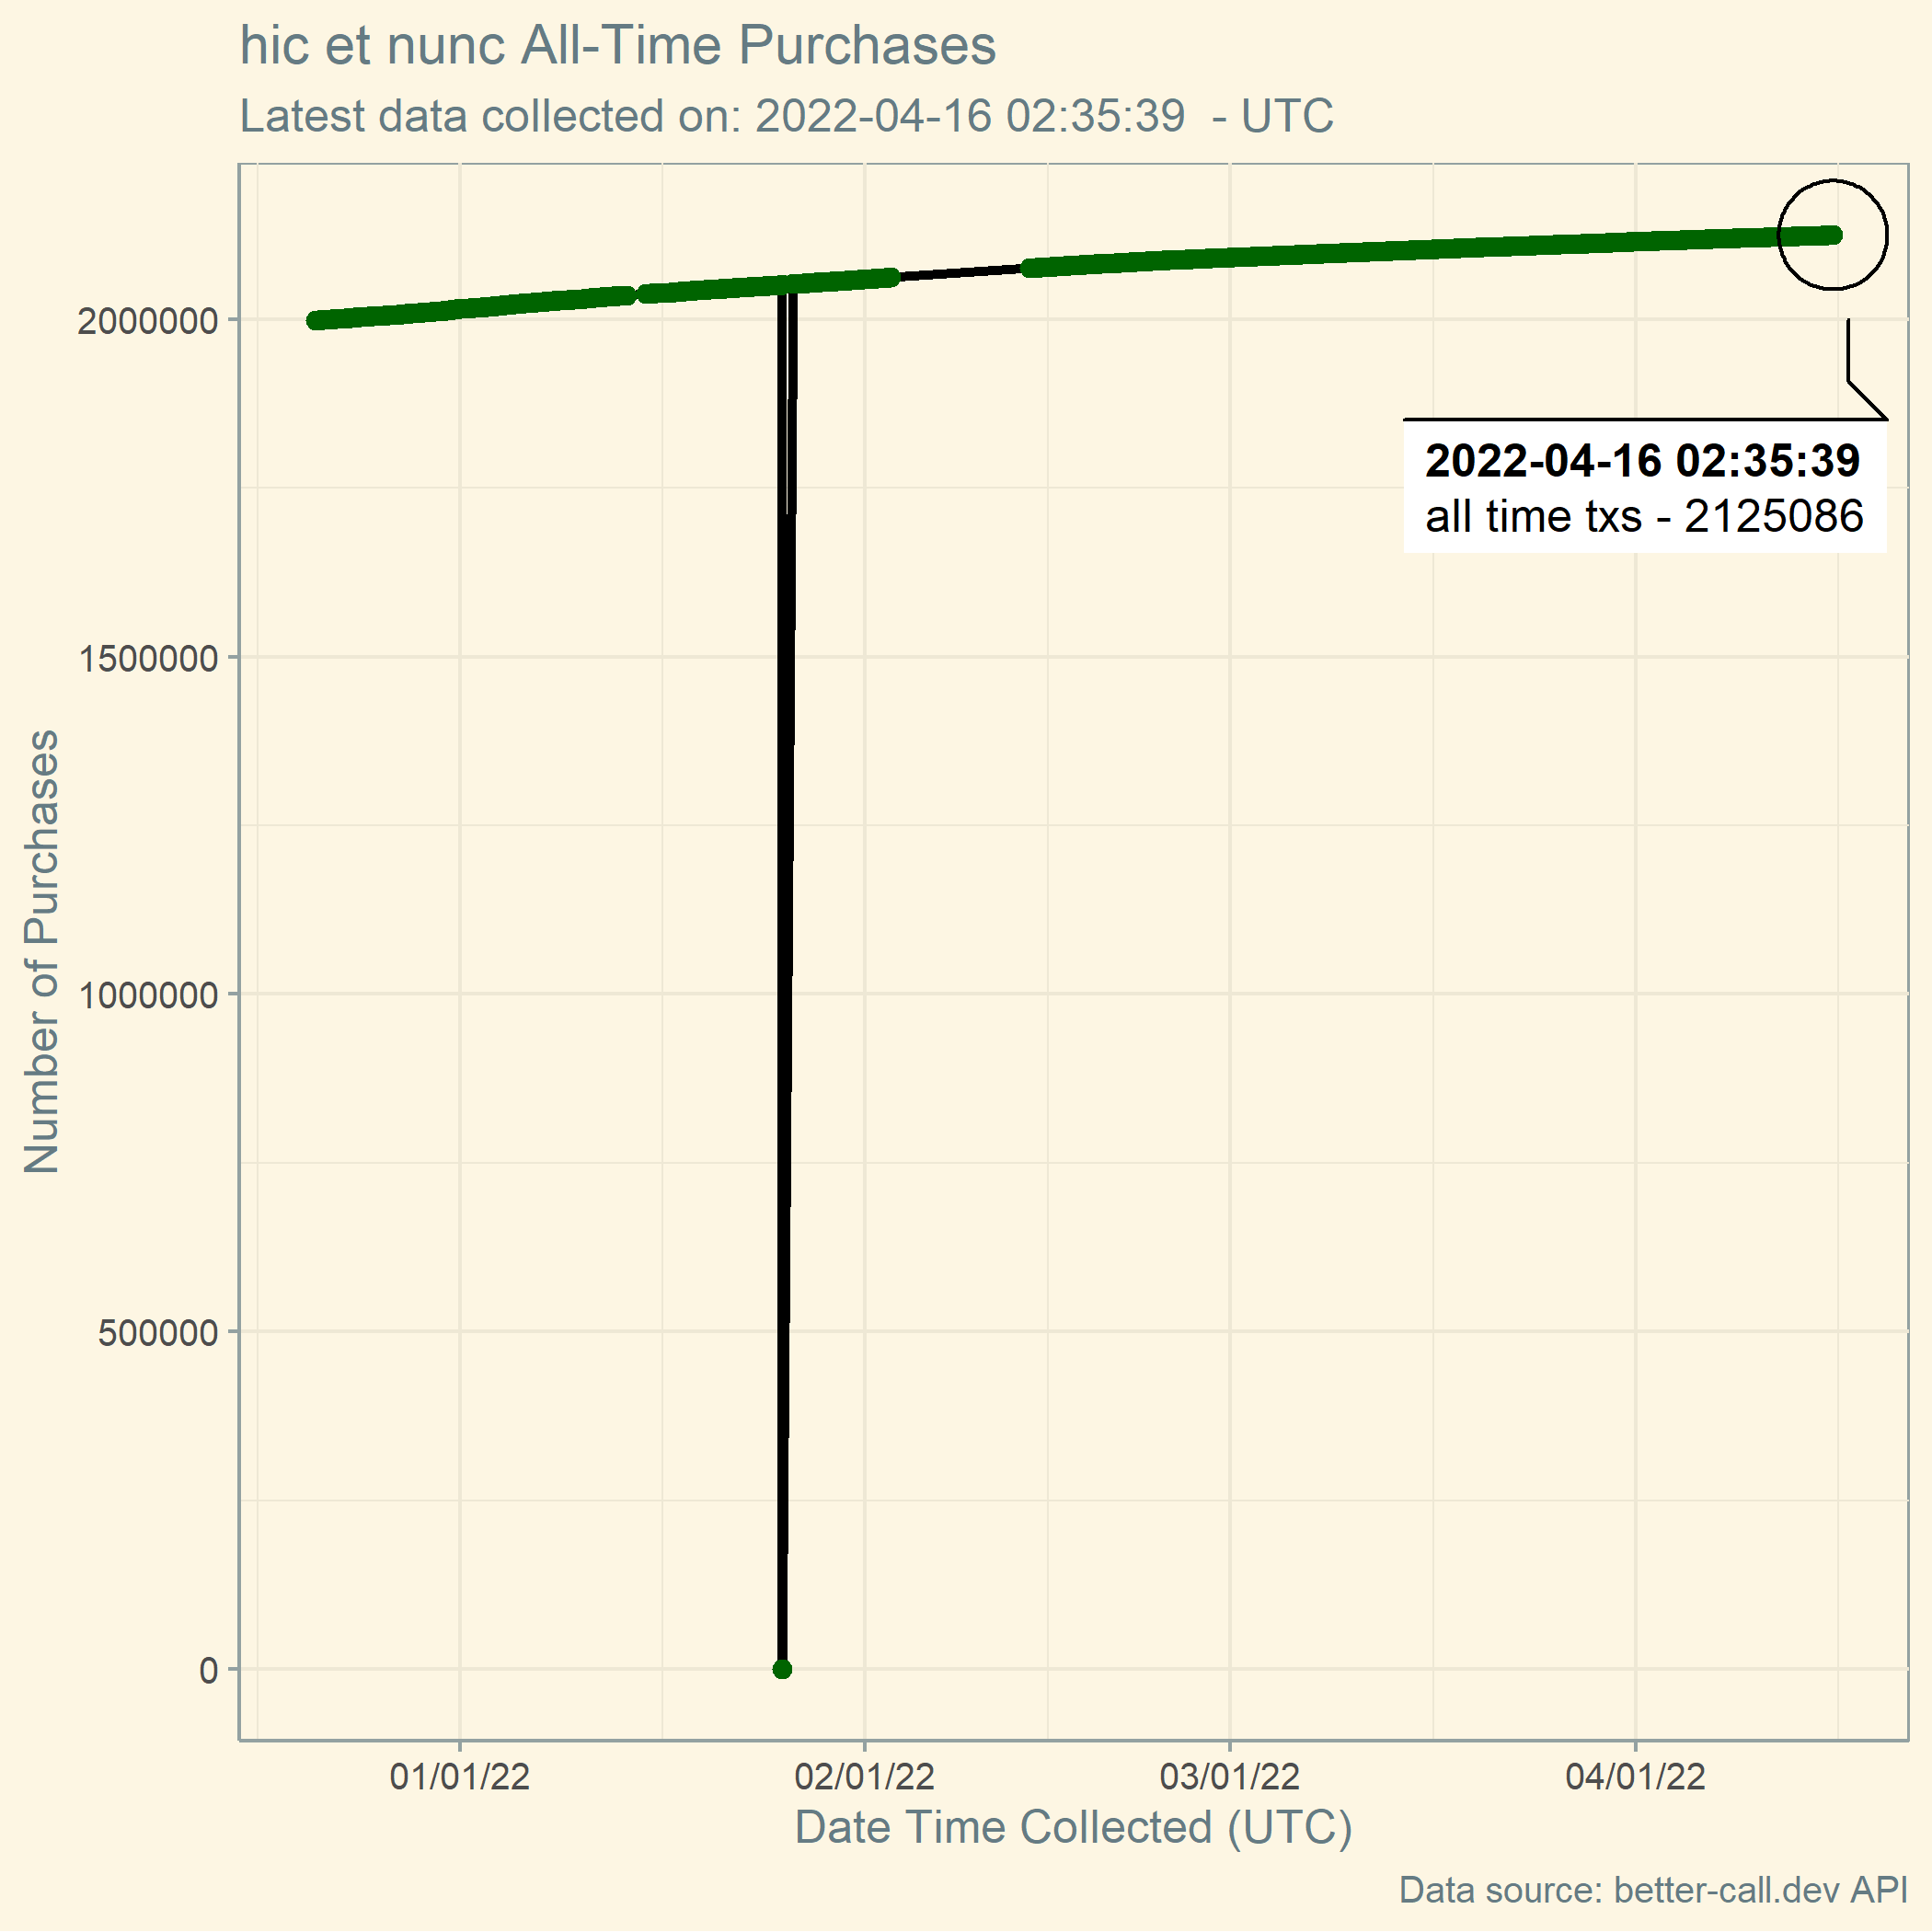 hic et nunc All-Time Purchases
Latest data collected on: 2022-04-16 02:35:39  - UTC
Number of Purchases
2000000
1500000
1000000
500000
0
2022-04-16 02:35:39
all time txs - 2125086
01/01/22
02/01/22
03/01/22
04/01/22
Date Time Collected (UTC)
Data source: better-call.dev API